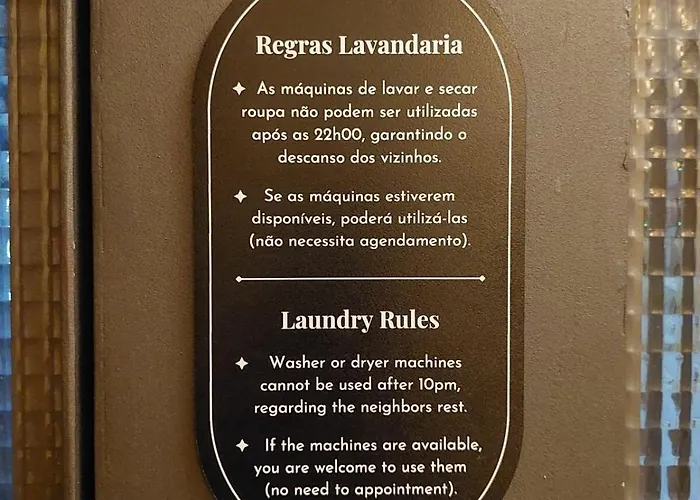 Regras Lavandaria
✦ As máquinas de lavar e secar
roupa não podem ser utilizadas
após as 22h00, garantindo o
descanso dos vizinhos.
✦ Se as máquinas estiverem
disponíveis, poderá utilizá-las
(não necessita agendamento).
Laundry Rules
✦ Washer or dryer machines
cannot be used after 10pm,
regarding the neighbors rest.
✦ If the machines are available,
you are welcome to use them
(no need to appointment).